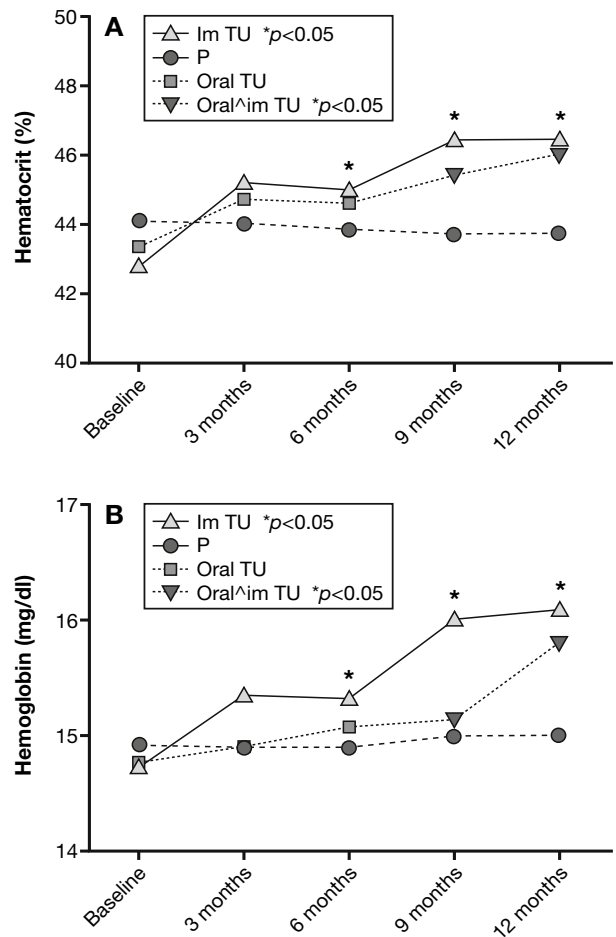 A
Im TU *p<0.05
P
Oral TU
Oral^im TU *p<0.05
Hematocrit (%)
50
48
46
44
42
40
* * *
Baseline
3 months
6 months
9 months
12 months
B
Im TU *p<0.05
P
Oral TU
Oral^im TU *p<0.05
Hemoglobin (mg/dl)
17
16
15
14
* * *
Baseline
3 months
6 months
9 months
12 months